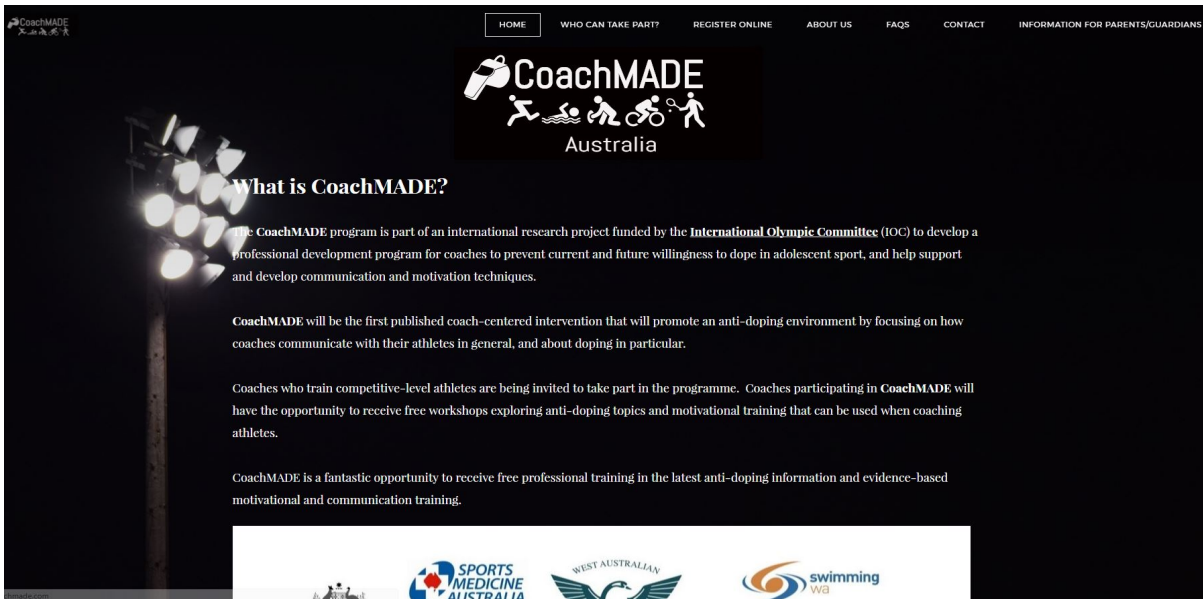 CoachMADE
HOME
WHO CAN TAKE PART?
REGISTER ONLINE
ABOUT US
FAQS
CONTACT
INFORMATION FOR PARENTS/GUARDIANS
CoachMADE
Australia
What is CoachMADE?
The CoachMADE program is part of an international research project funded by the International Olympic Committee (IOC) to develop a
professional development program for coaches to prevent current and future willingness to dope in adolescent sport, and help support
and develop communication and motivation techniques.
CoachMADE will be the first published coach-centered intervention that will promote an anti-doping environment by focusing on how
coaches communicate with their athletes in general, and about doping in particular.
Coaches who train competitive-level athletes are being invited to take part in the programme. Coaches participating in CoachMADE will
have the opportunity to receive free workshops exploring anti-doping topics and motivational training that can be used when coaching
athletes.
CoachMADE is a fantastic opportunity to receive free professional training in the latest anti-doping information and evidence-based
motivational and communication training.
SPORTS
MEDICINE
AUSTRALIA
WEST AUSTRALIAN
swimming
wa